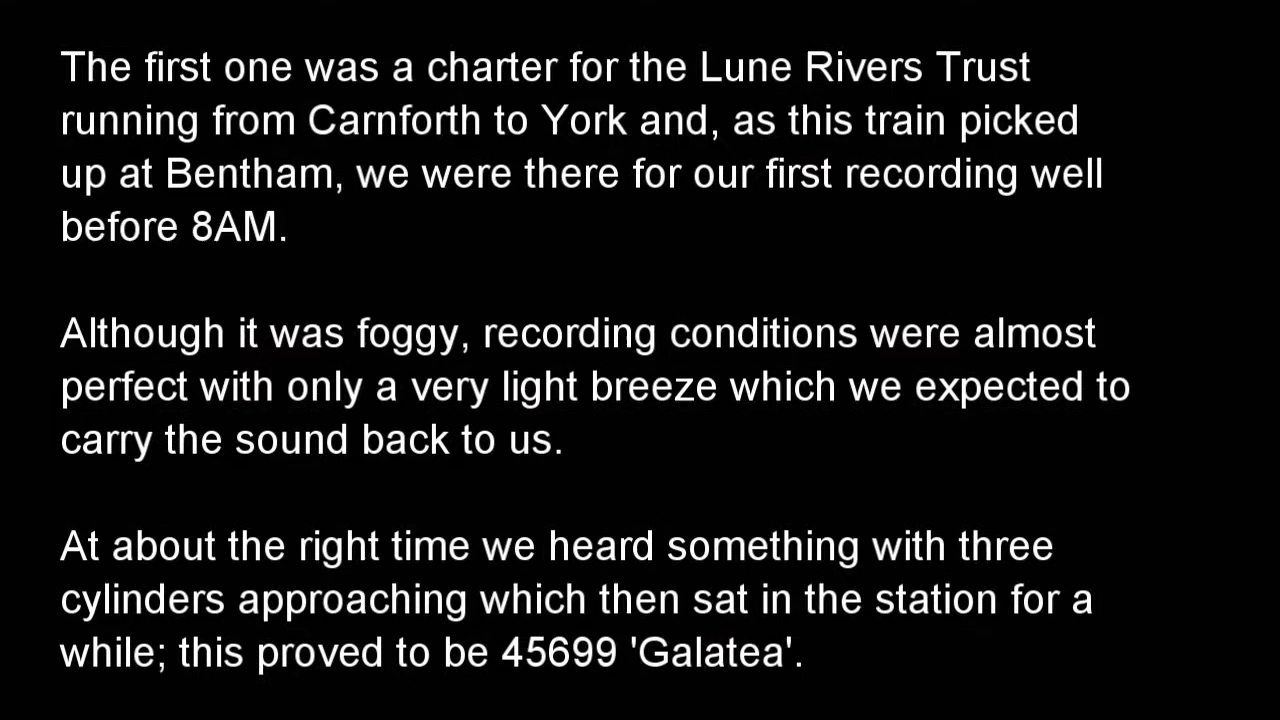 The first one was a charter for the Lune Rivers Trust
running from Carnforth to York and, as this train picked
up at Bentham, we were there for our first recording well
before 8AM.
Although it was foggy, recording conditions were almost
perfect with only a very light breeze which we expected to
carry the sound back to us.
At about the right time we heard something with three
cylinders approaching which then sat in the station for a
while; this proved to be 45699 'Galatea'.